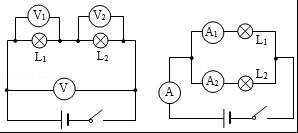 V₁ V₂
L₁ L₂
V
A₁ L₁
A₂ L₂
A